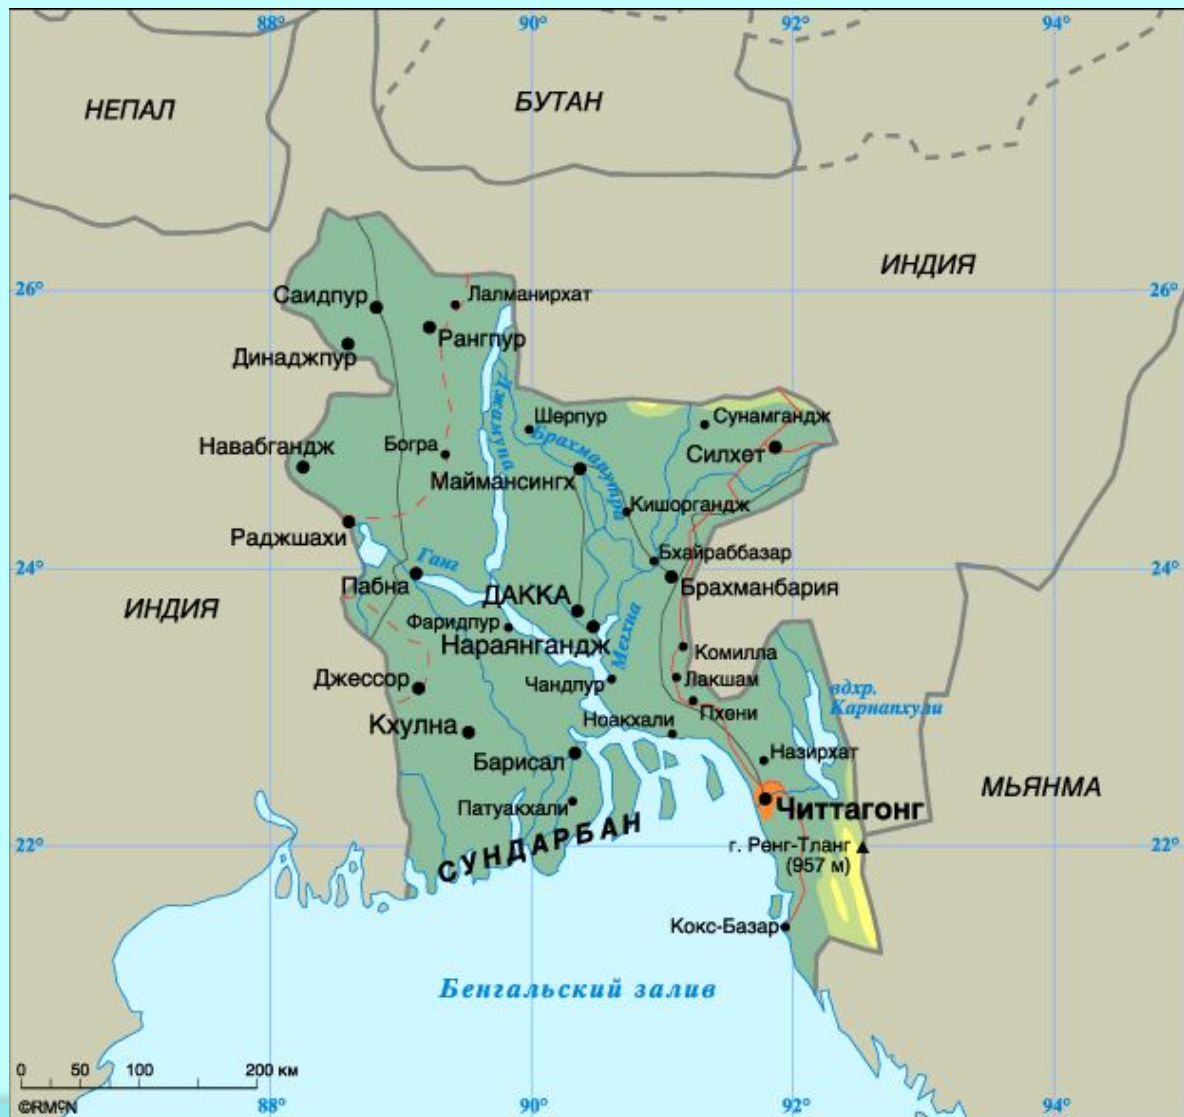 88°
90°
92°
94°
НЕПАЛ
БУТАН
ИНДИЯ
26°
26°
Саидпур
Лалманирхат
Рангпур
Динаджпур
Джамуна
Шерпур
Сунамгандж
Брахмапутра
Навабгандж
Богра
Силхет
Маймансингх
Кишоргандж
Раджшахи
Бхайраббазар
Ганг
24°
24°
Пабна
Брахманбария
ИНДИЯ
ДАККА
Фаридпур
Мегхна
Нараянгандж
Комилла
Джессор
Чандпур
Лакшам
вдхр.
Карнапхули
Пхени
Кхулна
Ноакхали
Назирхат
Барисал
МЬЯНМА
Патуакхали
Читтагонг
СУНДАРБАН
г. Ренг-Тланг
(957 м)
22°
22°
Кокс-Базар
Бенгальский залив
0 50 100 200 км
©RMCN
88°
90°
92°
94°